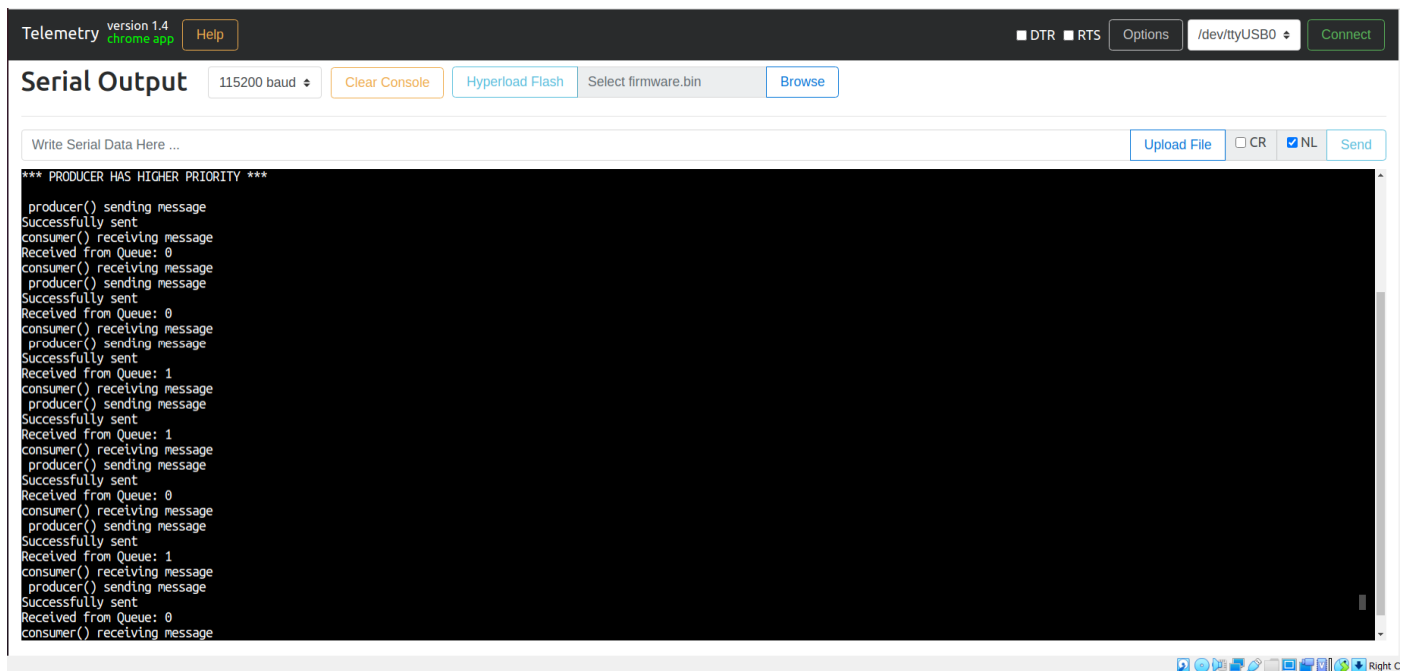 Telemetry version 1.4 chrome app Help DTR RTS Options /dev/ttyUSB0 Connect
Serial Output 115200 baud Clear Console Hyperload Flash Select firmware.bin Browse
Write Serial Data Here ... Upload File CR NL Send
*** PRODUCER HAS HIGHER PRIORITY ***
producer() sending message
Successfully sent
consumer() receiving message
Received from Queue: 0
consumer() receiving message
producer() sending message
Successfully sent
Received from Queue: 0
consumer() receiving message
producer() sending message
Successfully sent
Received from Queue: 1
consumer() receiving message
producer() sending message
Successfully sent
Received from Queue: 1
consumer() receiving message
producer() sending message
Successfully sent
Received from Queue: 0
consumer() receiving message
producer() sending message
Successfully sent
Received from Queue: 1
consumer() receiving message
producer() sending message
Successfully sent
Received from Queue: 0
consumer() receiving message
Right C